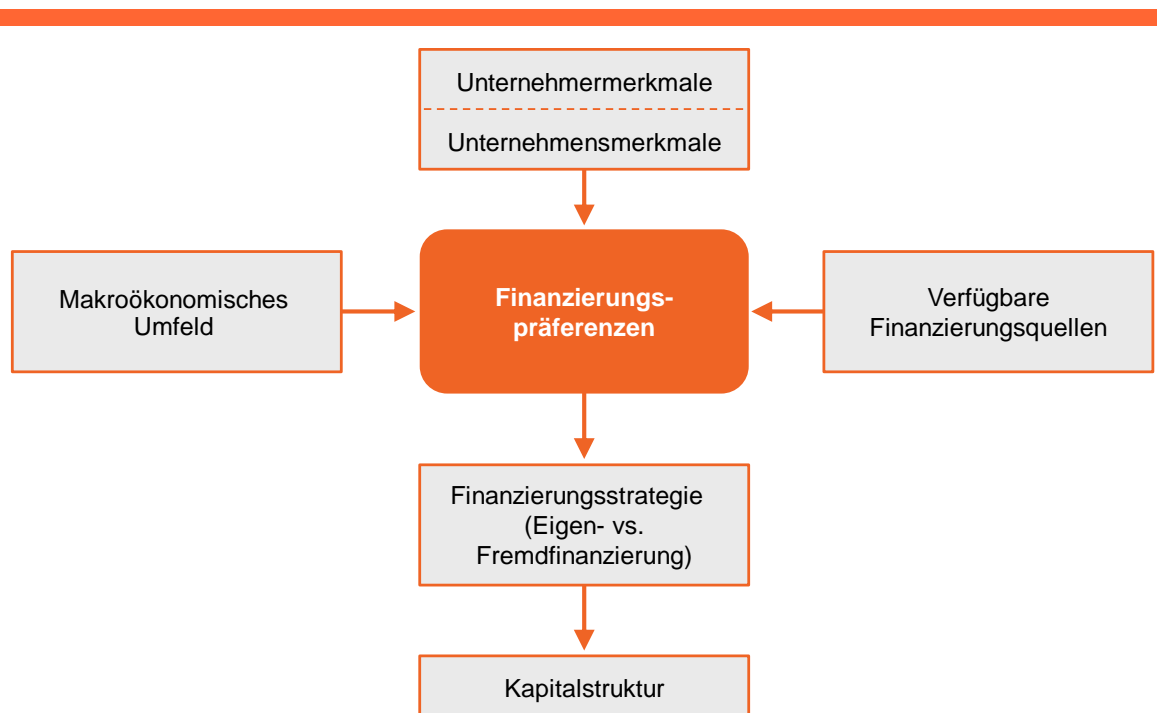 Unternehmermerkmale
Unternehmensmerkmale
Makroökonomisches
Umfeld
Finanzierungs-
präferenzen
Verfügbare
Finanzierungsquellen
Finanzierungsstrategie
(Eigen- vs.
Fremdfinanzierung)
Kapitalstruktur